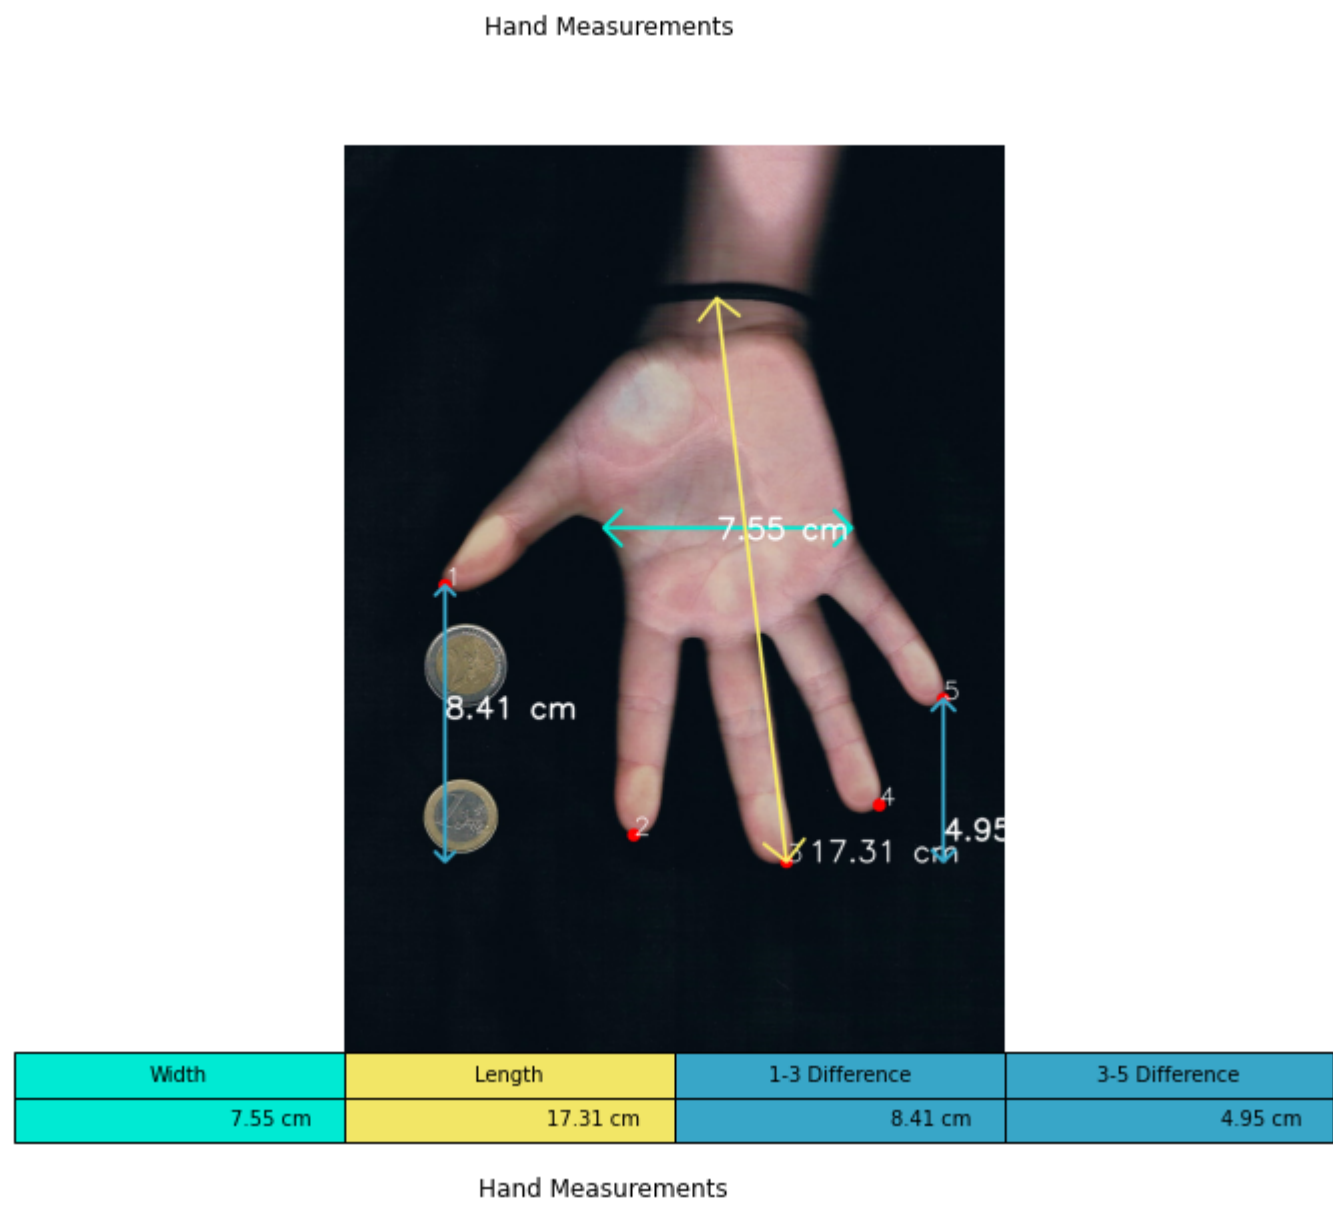 Hand Measurements
7.55 cm
1
8.41 cm
5
4
2
4.95
3 17.31 cm
Width Length 1-3 Difference 3-5 Difference
7.55 cm 17.31 cm 8.41 cm 4.95 cm
Hand Measurements